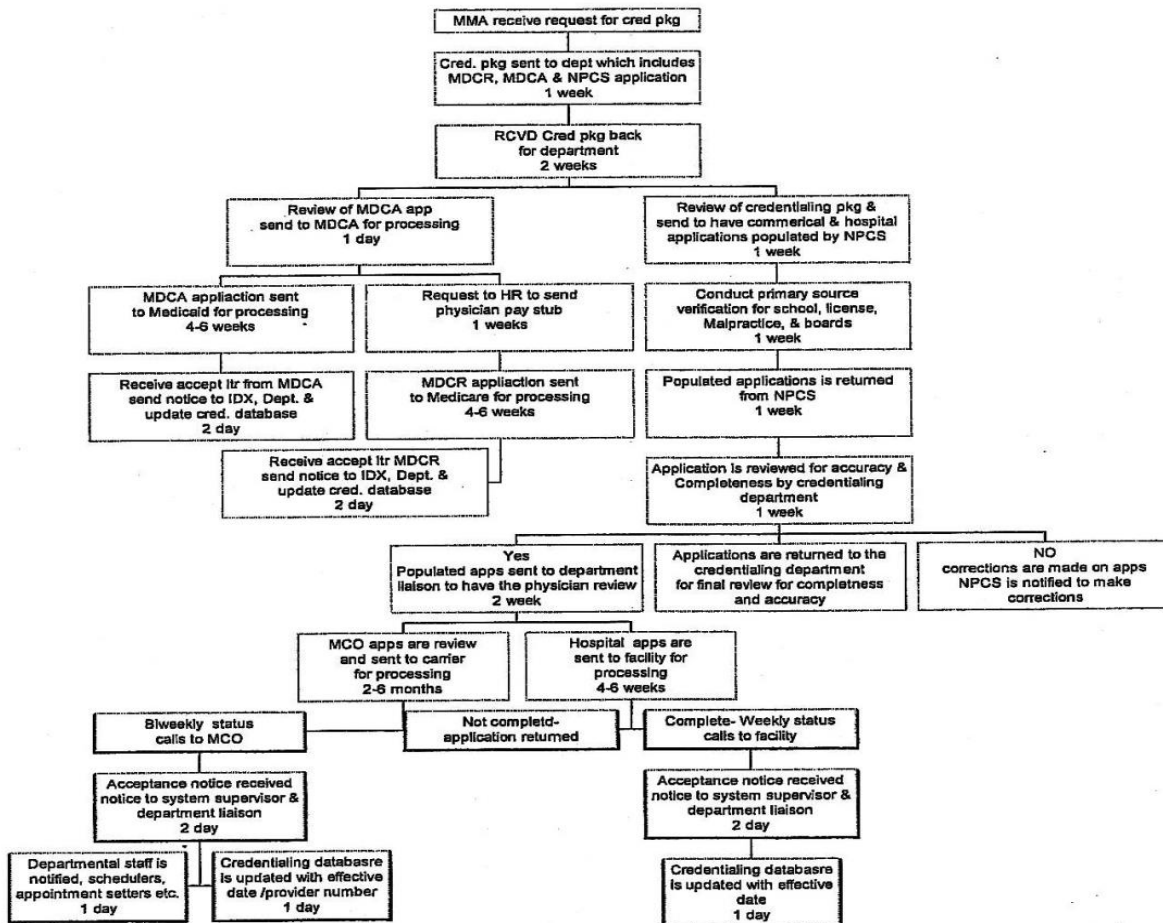 MMA receive request for cred pkg
Cred. pkg sent to dept which includes
MDCR, MDCA & NPCS application
1 week
RCVD Cred pkg back
for department
2 weeks
Review of MDCA app
send to MDCA for processing
1 day
Review of credentialing pkg &
send to have commerical & hospital
applications populated by NPCS
1 week
MDCA appliaction sent
to Medicaid for processing
4-6 weeks
Request to HR to send
physician pay stub
1 weeks
Conduct primary source
verification for school, license,
Malpractice, & boards
1 week
Receive accept ltr from MDCA
send notice to IDX, Dept. &
update cred. database
2 day
MDCR appliaction sent
to Medicare for processing
4-6 weeks
Populated applications is returned
from NPCS
1 week
Receive accept ltr MDCR
send notice to IDX, Dept. &
update cred. database
2 day
Application is reviewed for accuracy &
Completeness by credentialing
department
1 week
Yes
Populated apps sent to department
liaison to have the physician review
2 week
Applications are returned to the
credentialing department
for final review for completness
and accuracy
NO
corrections are made on apps
NPCS is notified to make
corrections
MCO apps are review
and sent to carrier
for processing
2-6 months
Hospital apps are
sent to facility for
processing
4-6 weeks
Biweekly status
calls to MCO
Not completd-
application returned
Complete- Weekly status
calls to facility
Acceptance notice received
notice to system supervisor &
department liaison
2 day
Acceptance notice received
notice to system supervisor &
department liaison
2 day
Departmental staff is
notified, schedulers,
appointment setters etc.
1 day
Credentialing databasre
is updated with effective
date /provider number
1 day
Credentialing databasre
is updated with effective
date
1 day